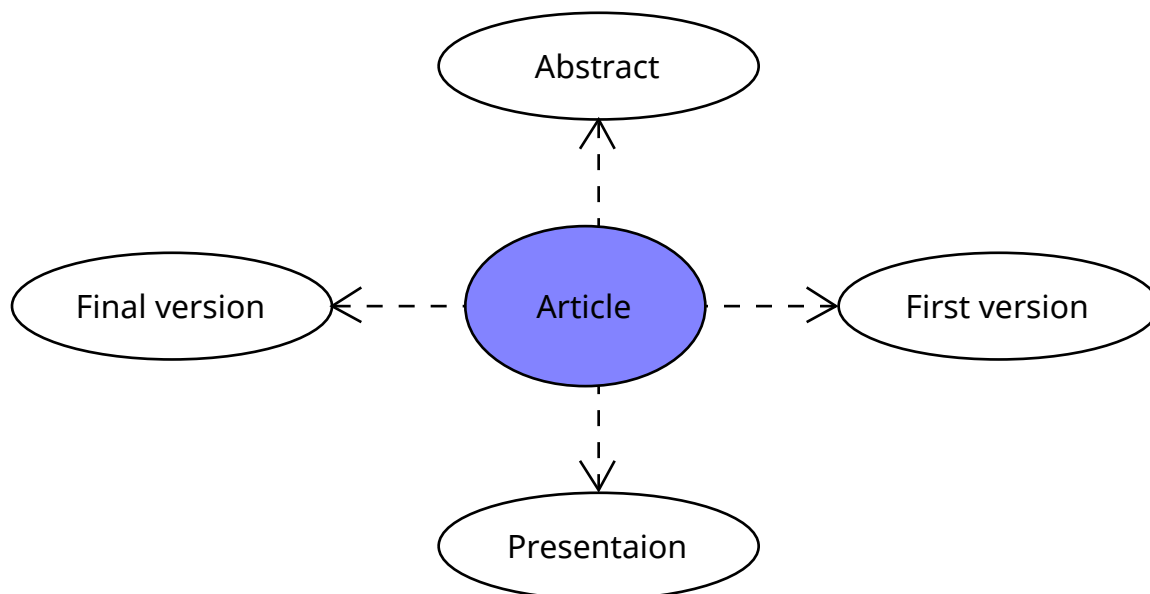 Abstract
Final version
Article
First version
Presentaion